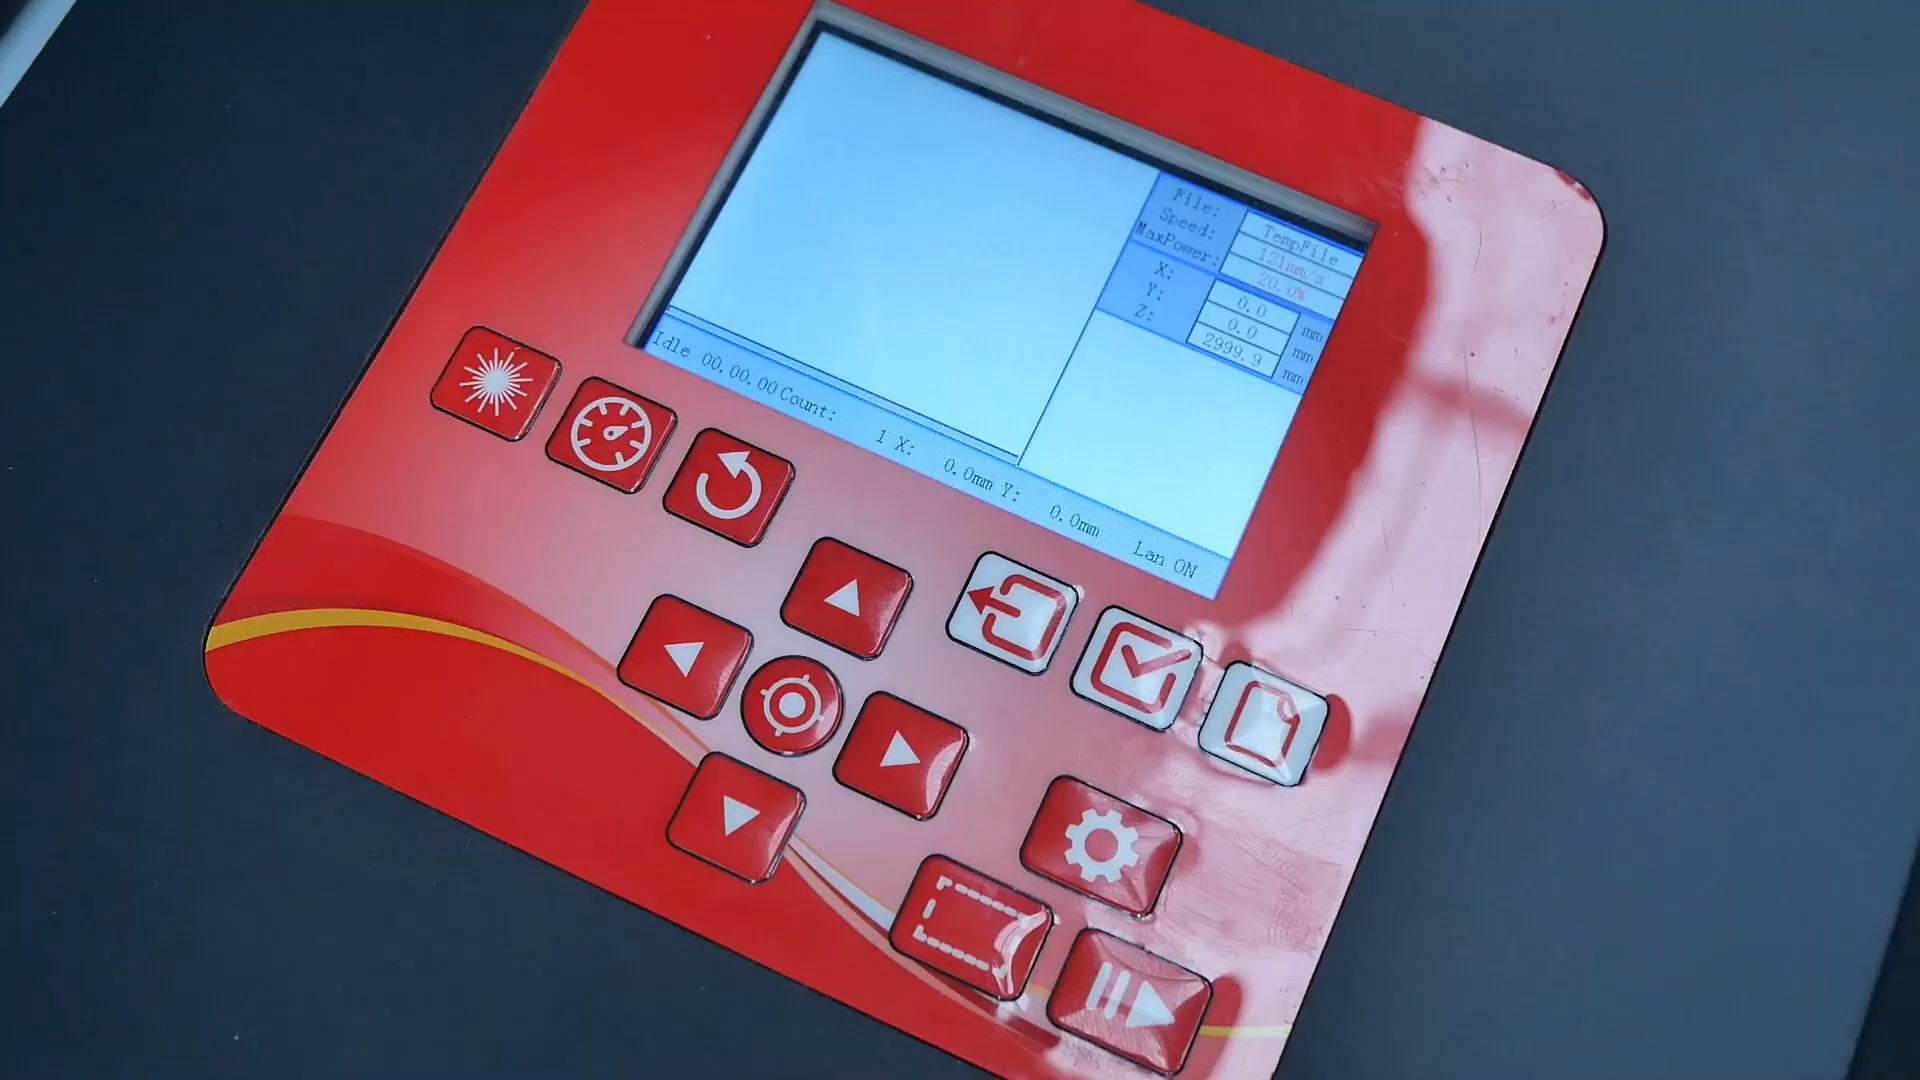 File: TempFile
Speed: 121mm/s
MaxPower: 20.0%
X: 0.0 mm
Y: 0.0 mm
Z: 2999.9 mm
Idle 00.00.00 Count: 1 X: 0.0mm Y: 0.0mm Lan ON